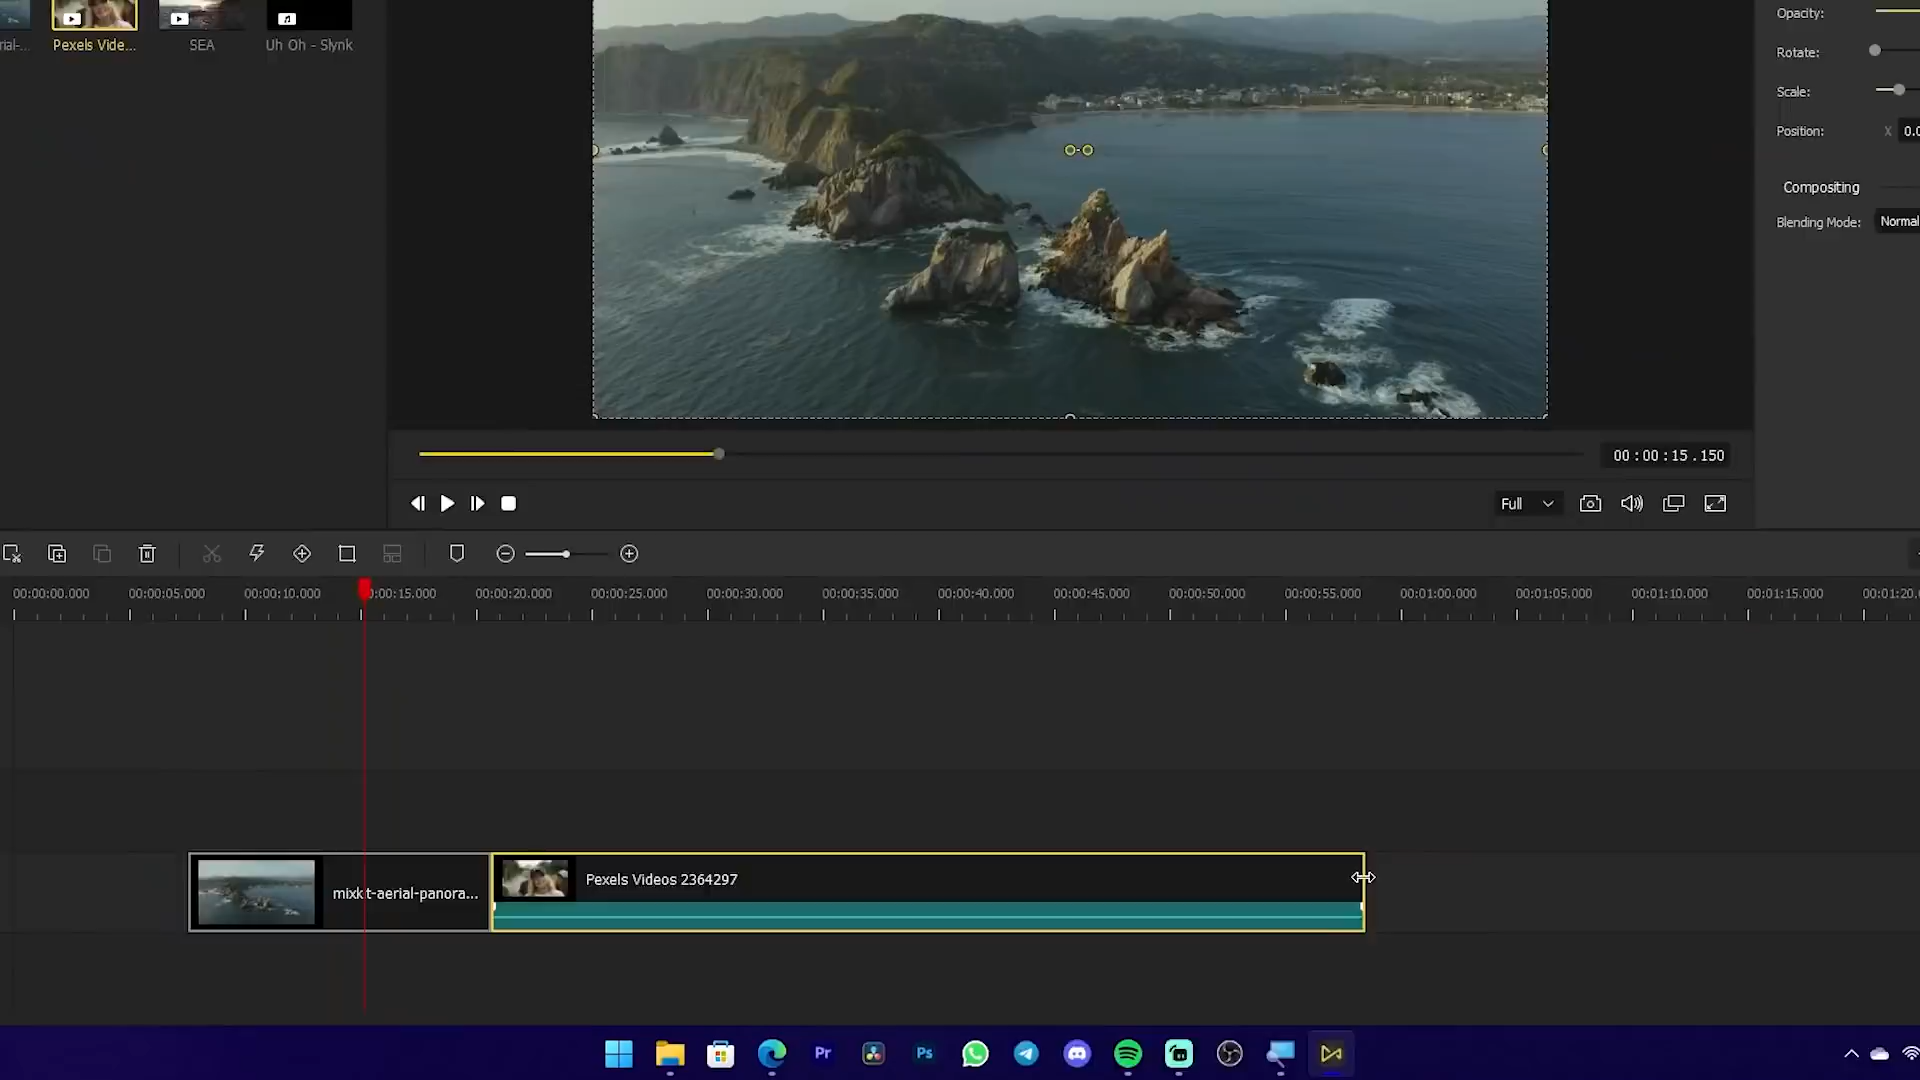 rial-...
Pexels Vide...
SEA
Uh Oh - Slynk
Opacity:
Rotate:
Scale:
Position:
X
0.0
Compositing
Blending Mode:
Normal
00 : 00 : 15 . 150
Full
00:00:00.000
00:00:05.000
00:00:10.000
00:00:15.000
00:00:20.000
00:00:25.000
00:00:30.000
00:00:35.000
00:00:40.000
00:00:45.000
00:00:50.000
00:00:55.000
00:01:00.000
00:01:05.000
00:01:10.000
00:01:15.000
00:01:20.
mixkit-aerial-panora...
Pexels Videos 2364297
Pr
Ps